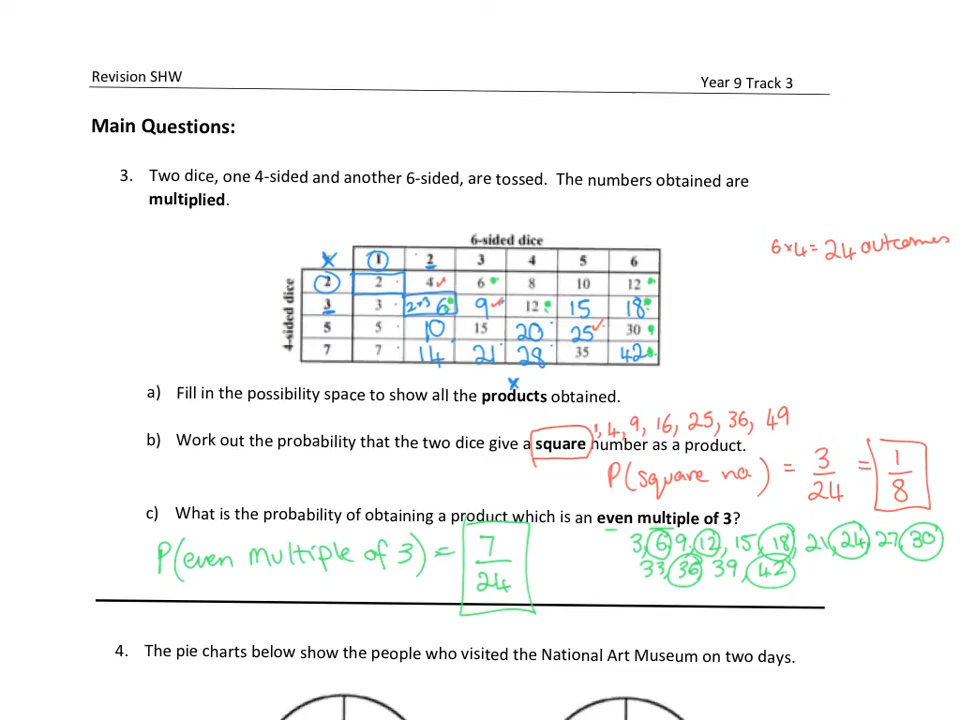 Revision SHW
Year 9 Track 3
Main Questions:
3. Two dice, one 4-sided and another 6-sided, are tossed. The numbers obtained are
multiplied.
6×4 = 24 outcomes
6-sided dice
4-sided dice
× 1 2 3 4 5 6
2 2 4 6 8 10 12
3 3 2×3 6 9 12 15 18
5 5 10 15 20 25 30
7 7 14 21 28 35 42
×
a) Fill in the possibility space to show all the products obtained.
1, 4, 9, 16, 25, 36, 49
b) Work out the probability that the two dice give a square number as a product.
P(square no.) = 3/24 = 1/8
c) What is the probability of obtaining a product which is an even multiple of 3?
P(even multiple of 3) = 7/24
3, 6, 9, 12, 15, 18, 21, 24, 27, 30
33, 36, 39, 42
4. The pie charts below show the people who visited the National Art Museum on two days.